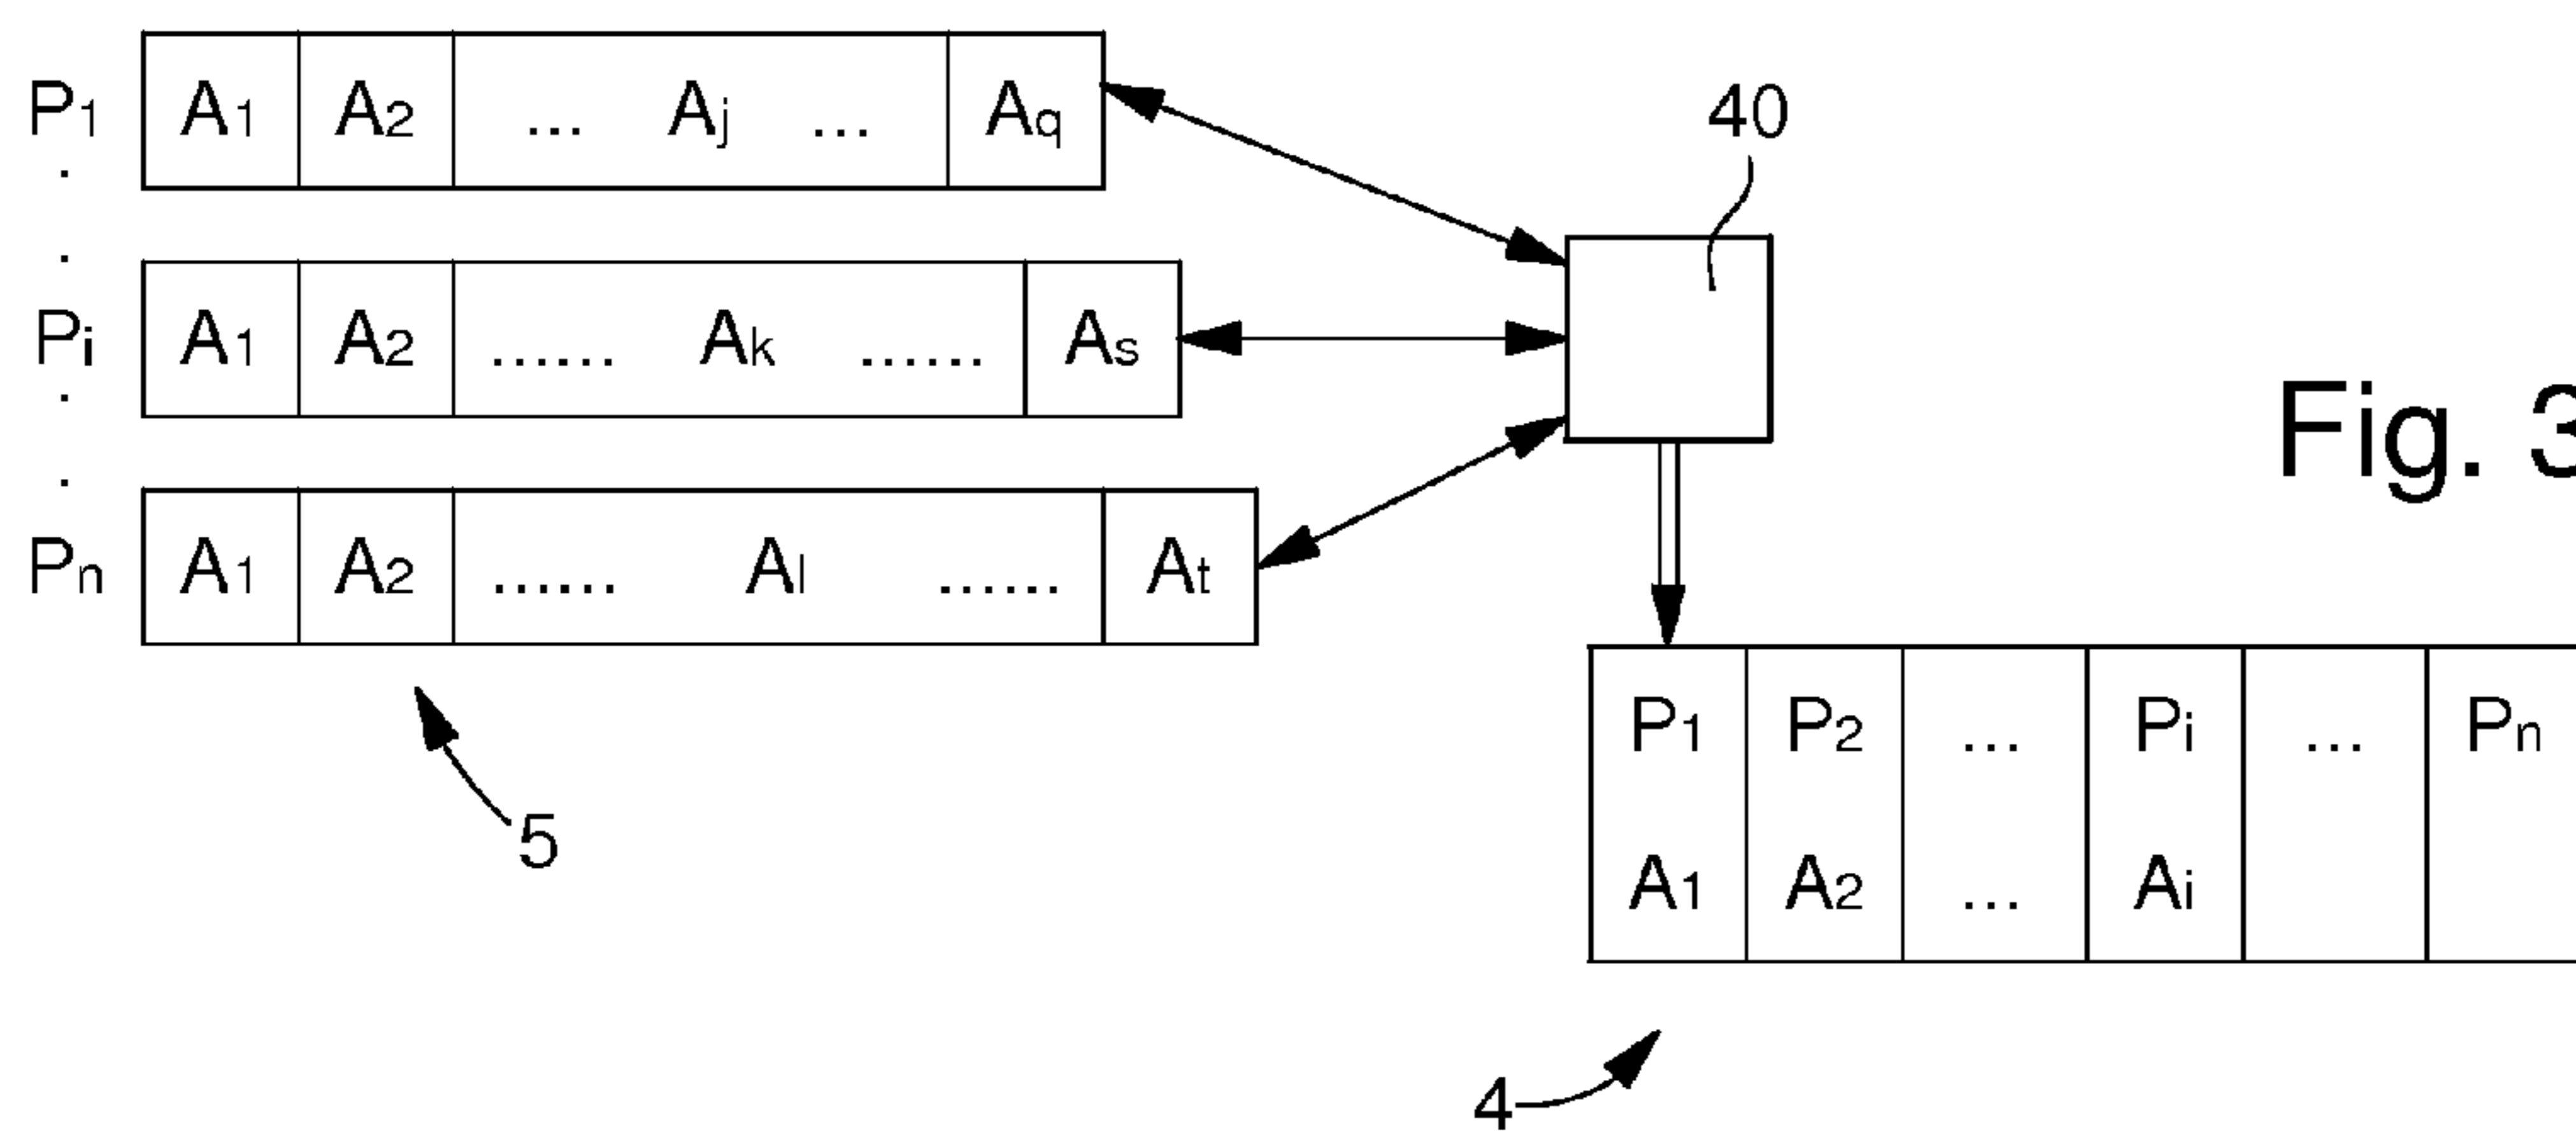 P1 A1 A2 ... Aj ... Aq
.
.
Pi A1 A2 ...... Ak ...... As
.
.
Pn A1 A2 ...... Al ...... At
5
40
Fig. 3
P1 P2 ... Pi ... Pn
A1 A2 ... Ai
4